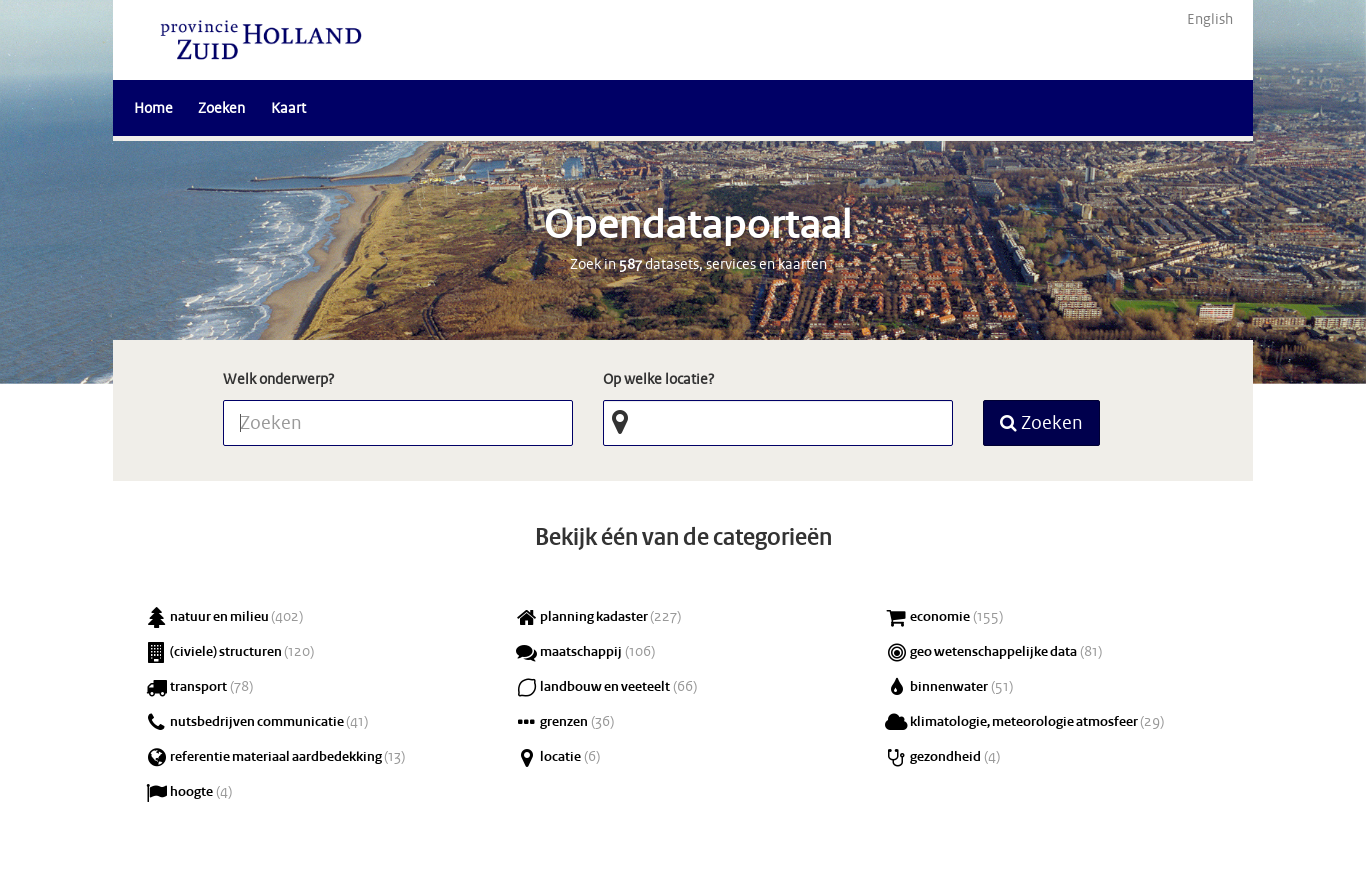 provincie
ZUID HOLLAND
English
Home Zoeken Kaart
Opendataportaal
Zoek in 587 datasets, services en kaarten
Welk onderwerp? Op welke locatie?
Zoeken Zoeken
Bekijk één van de categorieën
natuur en milieu (402) planning kadaster (227) economie (155)
(civiele) structuren (120) maatschappij (106) geo wetenschappelijke data (81)
transport (78) landbouw en veeteelt (66) binnenwater (51)
nutsbedrijven communicatie (41) grenzen (36) klimatologie, meteorologie atmosfeer (29)
referentie materiaal aardbedekking (13) locatie (6) gezondheid (4)
hoogte (4)